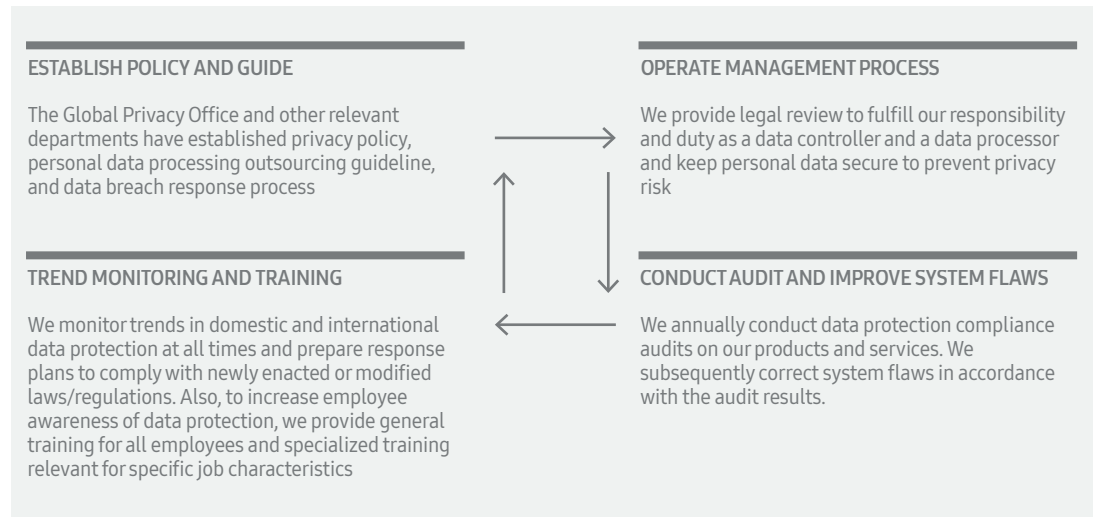 ESTABLISH POLICY AND GUIDE
The Global Privacy Office and other relevant
departments have established privacy policy,
personal data processing outsourcing guideline,
and data breach response process
OPERATE MANAGEMENT PROCESS
We provide legal review to fulfill our responsibility
and duty as a data controller and a data processor
and keep personal data secure to prevent privacy
risk
TREND MONITORING AND TRAINING
We monitor trends in domestic and international
data protection at all times and prepare response
plans to comply with newly enacted or modified
laws/regulations. Also, to increase employee
awareness of data protection, we provide general
training for all employees and specialized training
relevant for specific job characteristics
CONDUCT AUDIT AND IMPROVE SYSTEM FLAWS
We annually conduct data protection compliance
audits on our products and services. We
subsequently correct system flaws in accordance
with the audit results.